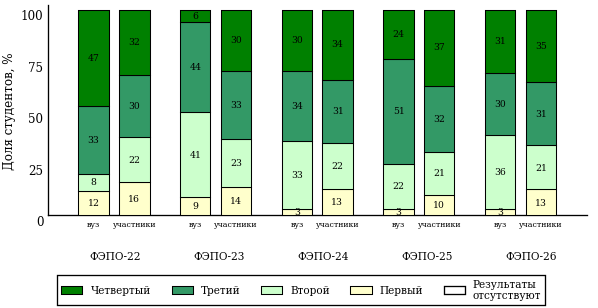 Доля студентов, %
100
75
50
25
0
47 32 6 30 30 34 24 37 31 35
33 30 44 33 34 31 51 32 30 31
8 22 41 23 33 22 22 21 36 21
12 16 9 14 3 13 3 10 3 13
вуз участники вуз участники вуз участники вуз участники вуз участники
ФЭПО-22 ФЭПО-23 ФЭПО-24 ФЭПО-25 ФЭПО-26
Четвертый Третий Второй Первый Результаты
отсутствуют